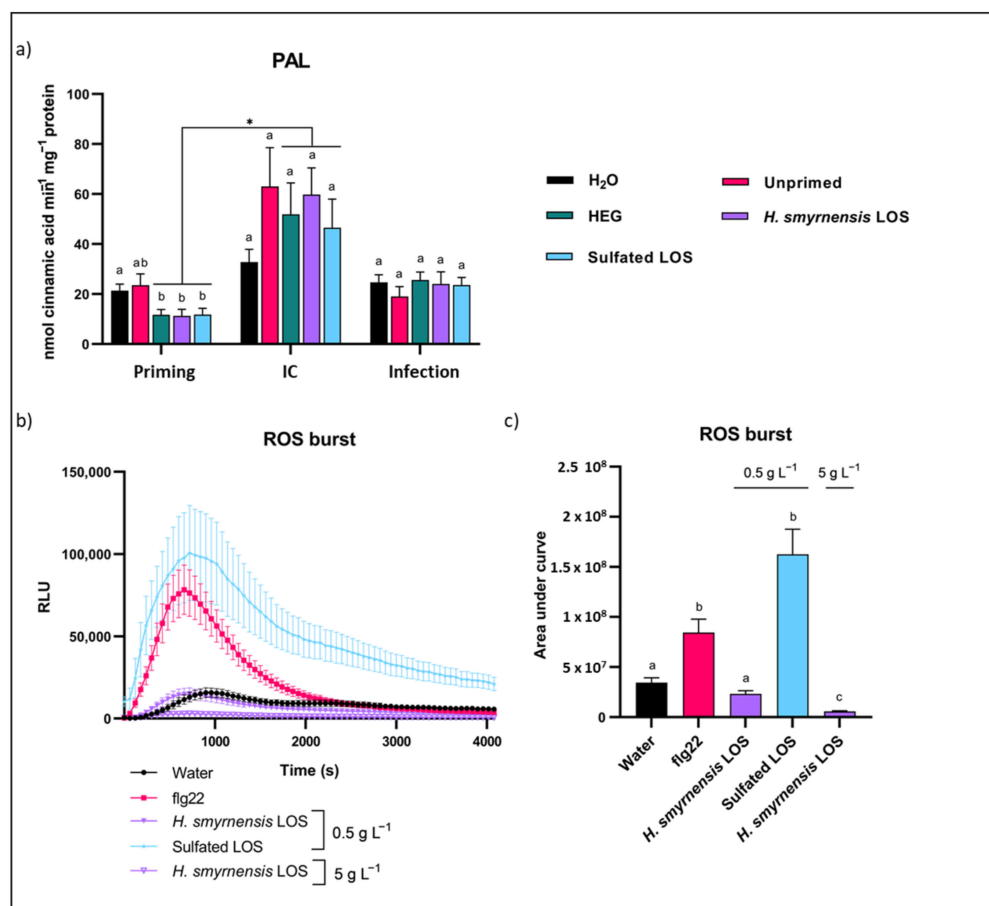 a)
PAL
nmol cinnamic acid min⁻¹ mg⁻¹ protein
100
80
60
40
20
0
a
ab
b
b
b
*
a
a
a
a
a
a
a
a
a
a
Priming
IC
Infection
H₂O
HEG
Sulfated LOS
Unprimed
H. smyrnensis LOS
b)
ROS burst
RLU
150,000
100,000
50,000
0
1000
2000
3000
4000
Time (s)
Water
flg22
H. smyrnensis LOS
Sulfated LOS
0.5 g L⁻¹
H. smyrnensis LOS
5 g L⁻¹
c)
ROS burst
Area under curve
2.5 10⁸
2 x 10⁸
1.5 x 10⁸
1 x 10⁸
5 x 10⁷
0
0.5 g L⁻¹
5 g L⁻¹
a
b
a
b
c
Water
flg22
H. smyrnensis LOS
Sulfated LOS
H. smyrnensis LOS